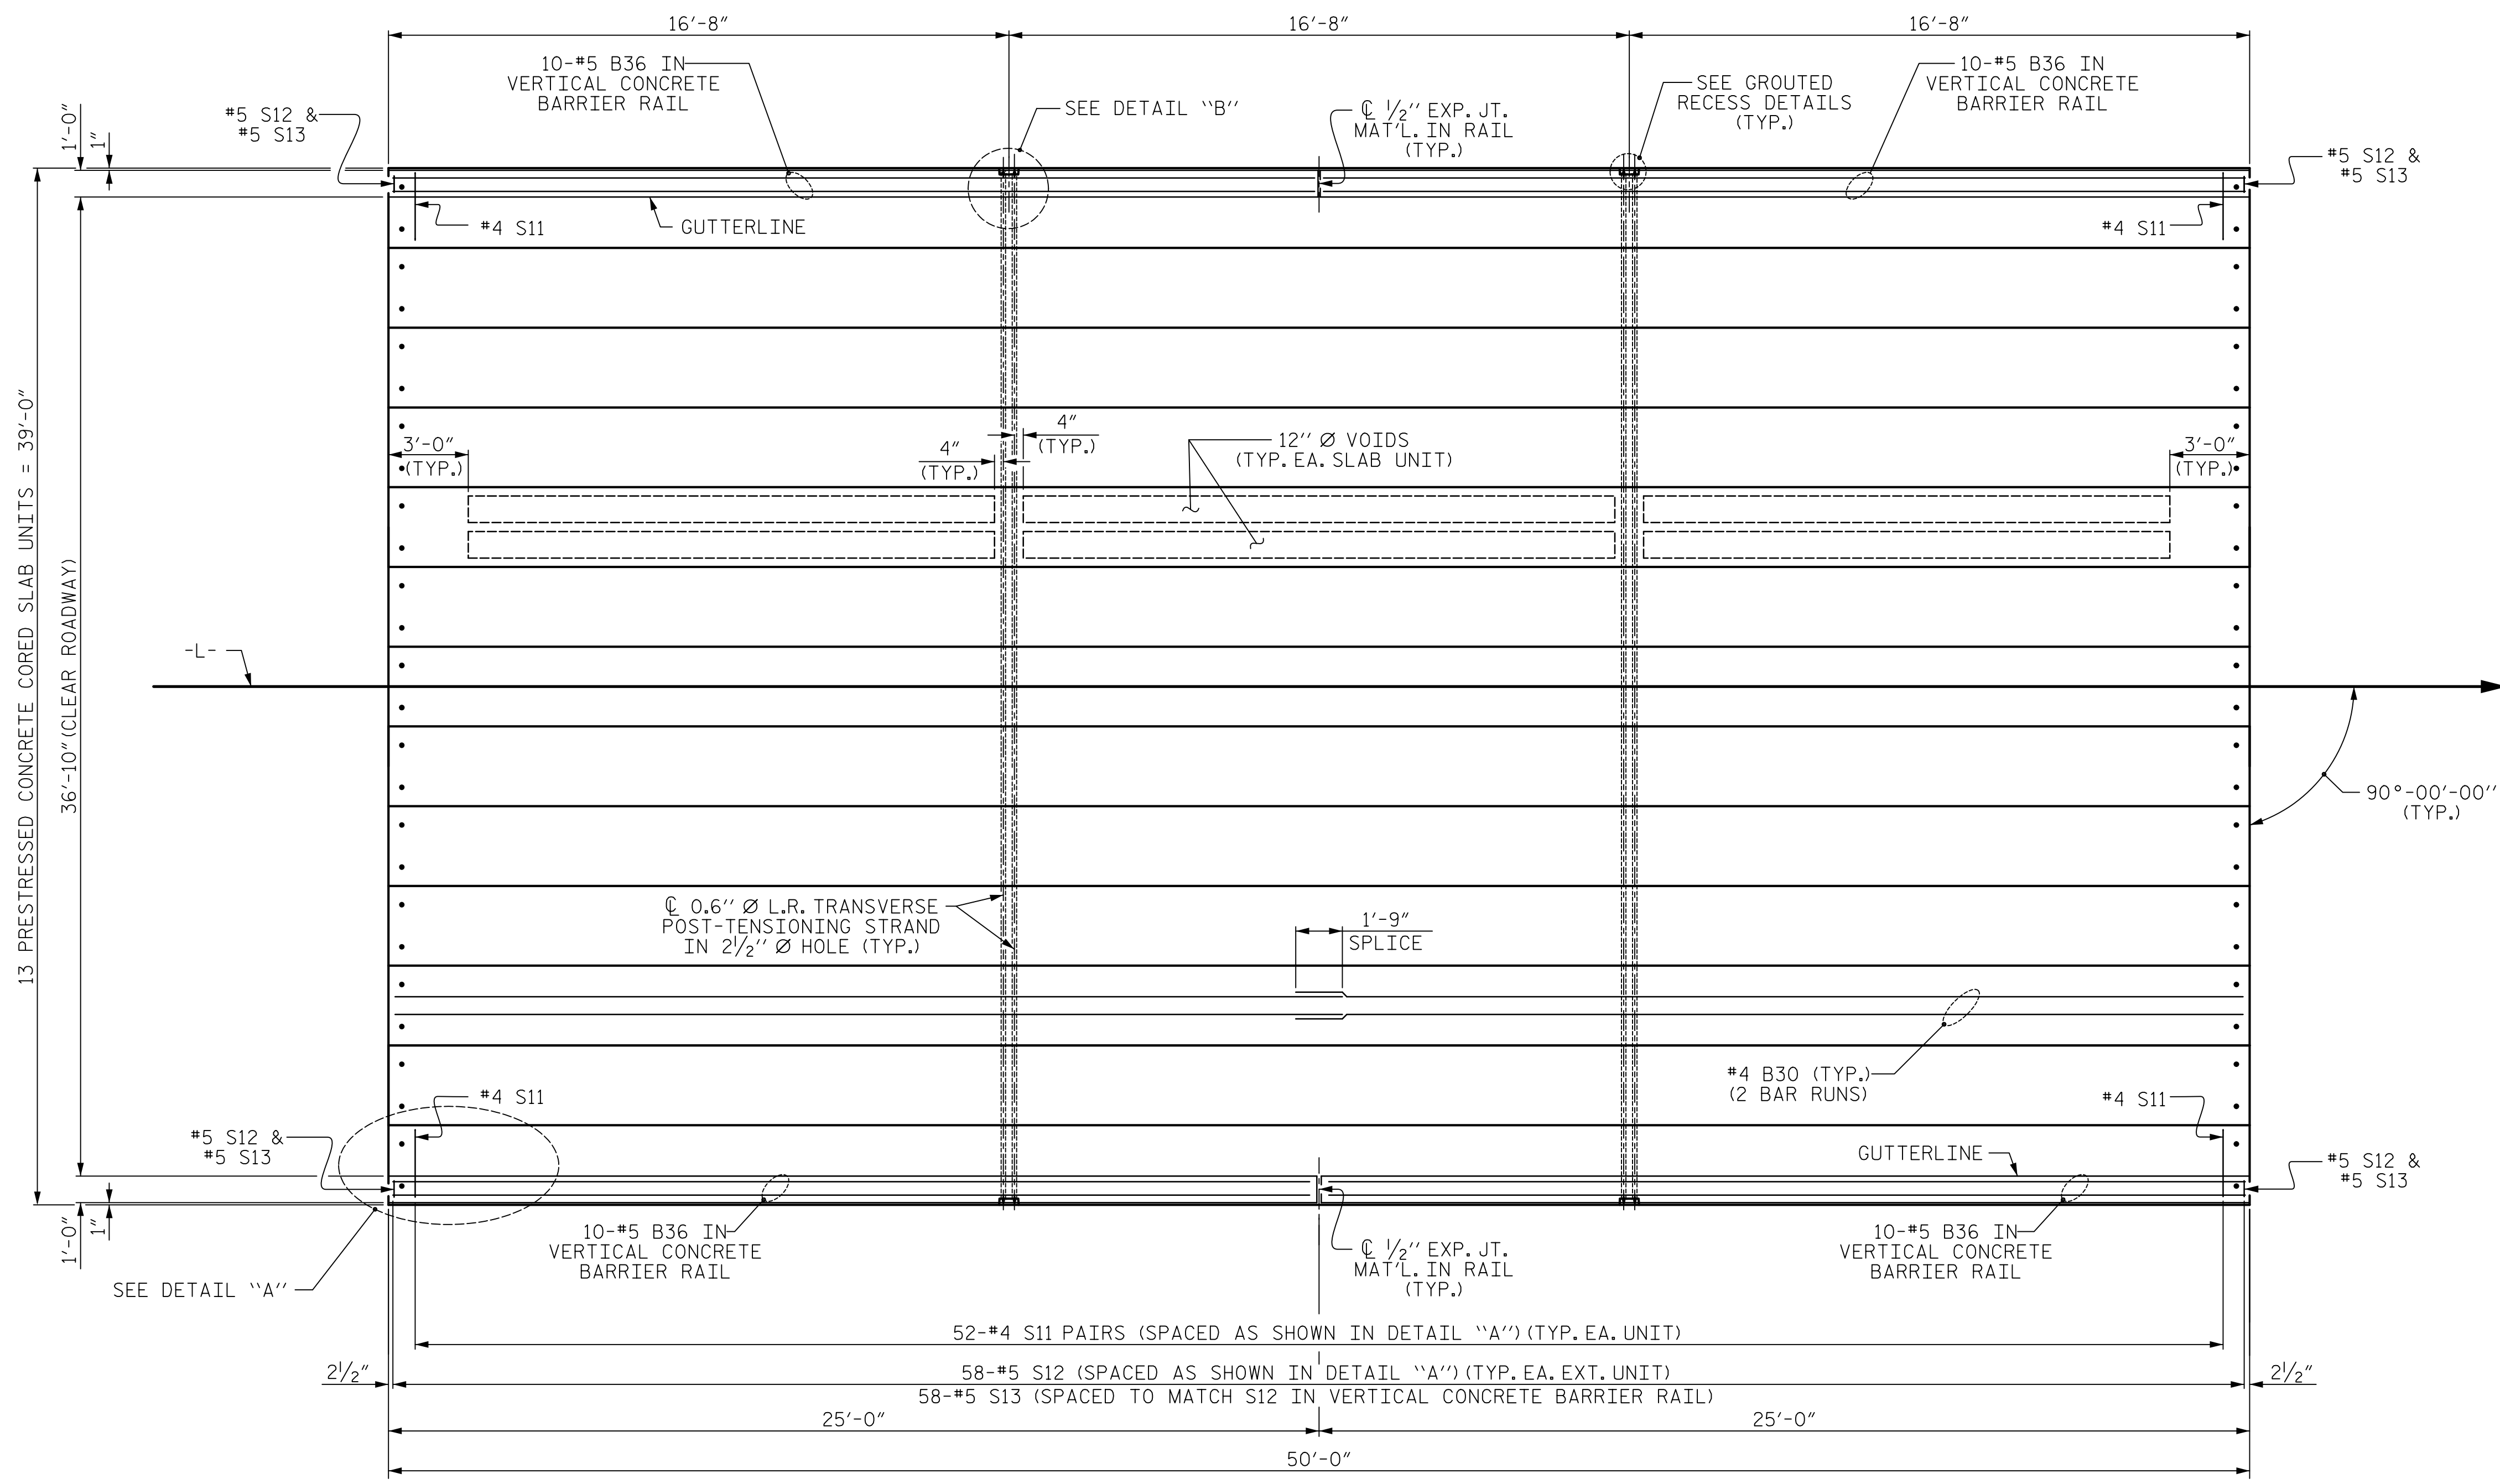 16'-8"
16'-8"
16'-8"
10-#5 B36 IN
VERTICAL CONCRETE
BARRIER RAIL
SEE DETAIL "B"
℄ 1/2" EXP. JT.
MAT'L. IN RAIL
(TYP.)
SEE GROUTED
RECESS DETAILS
(TYP.)
10-#5 B36 IN
VERTICAL CONCRETE
BARRIER RAIL
1'-0"
1"
#5 S12 &
#5 S13
#5 S12 &
#5 S13
#4 S11
GUTTERLINE
#4 S11
3'-0"
(TYP.)
4"
(TYP.)
4"
(TYP.)
12" Ø VOIDS
(TYP. EA. SLAB UNIT)
3'-0"
(TYP.)
13 PRESTRESSED CONCRETE CORED SLAB UNITS = 39'-0"
36'-10" (CLEAR ROADWAY)
-L-
90°-00'-00"
(TYP.)
℄ 0.6" Ø L.R. TRANSVERSE
POST-TENSIONING STRAND
IN 2 1/2" Ø HOLE (TYP.)
1'-9"
SPLICE
#4 B30 (TYP.)
(2 BAR RUNS)
#4 S11
#4 S11
#5 S12 &
#5 S13
GUTTERLINE
#5 S12 &
#5 S13
1'-0"
1"
10-#5 B36 IN
VERTICAL CONCRETE
BARRIER RAIL
℄ 1/2" EXP. JT.
MAT'L. IN RAIL
(TYP.)
10-#5 B36 IN
VERTICAL CONCRETE
BARRIER RAIL
SEE DETAIL "A"
52-#4 S11 PAIRS (SPACED AS SHOWN IN DETAIL "A") (TYP. EA. UNIT)
2 1/2"
58-#5 S12 (SPACED AS SHOWN IN DETAIL "A") (TYP. EA. EXT. UNIT)
2 1/2"
58-#5 S13 (SPACED TO MATCH S12 IN VERTICAL CONCRETE BARRIER RAIL)
25'-0"
25'-0"
50'-0"